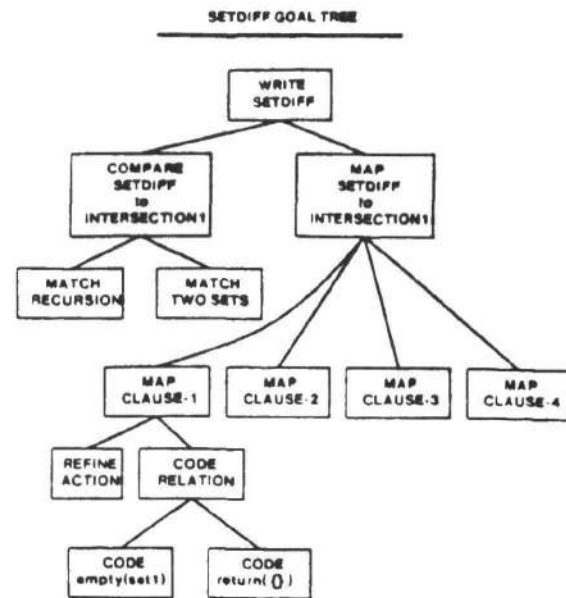 SETDIFF GOAL TREE
WRITE
SETDIFF
COMPARE
SETDIFF
to
INTERSECTION1
MAP
SETDIFF
to
INTERSECTION1
MATCH
RECURSION
MATCH
TWO SETS
MAP
CLAUSE-1
MAP
CLAUSE-2
MAP
CLAUSE-3
MAP
CLAUSE-4
REFINE
ACTION
CODE
RELATION
CODE
empty(set1)
CODE
return({})